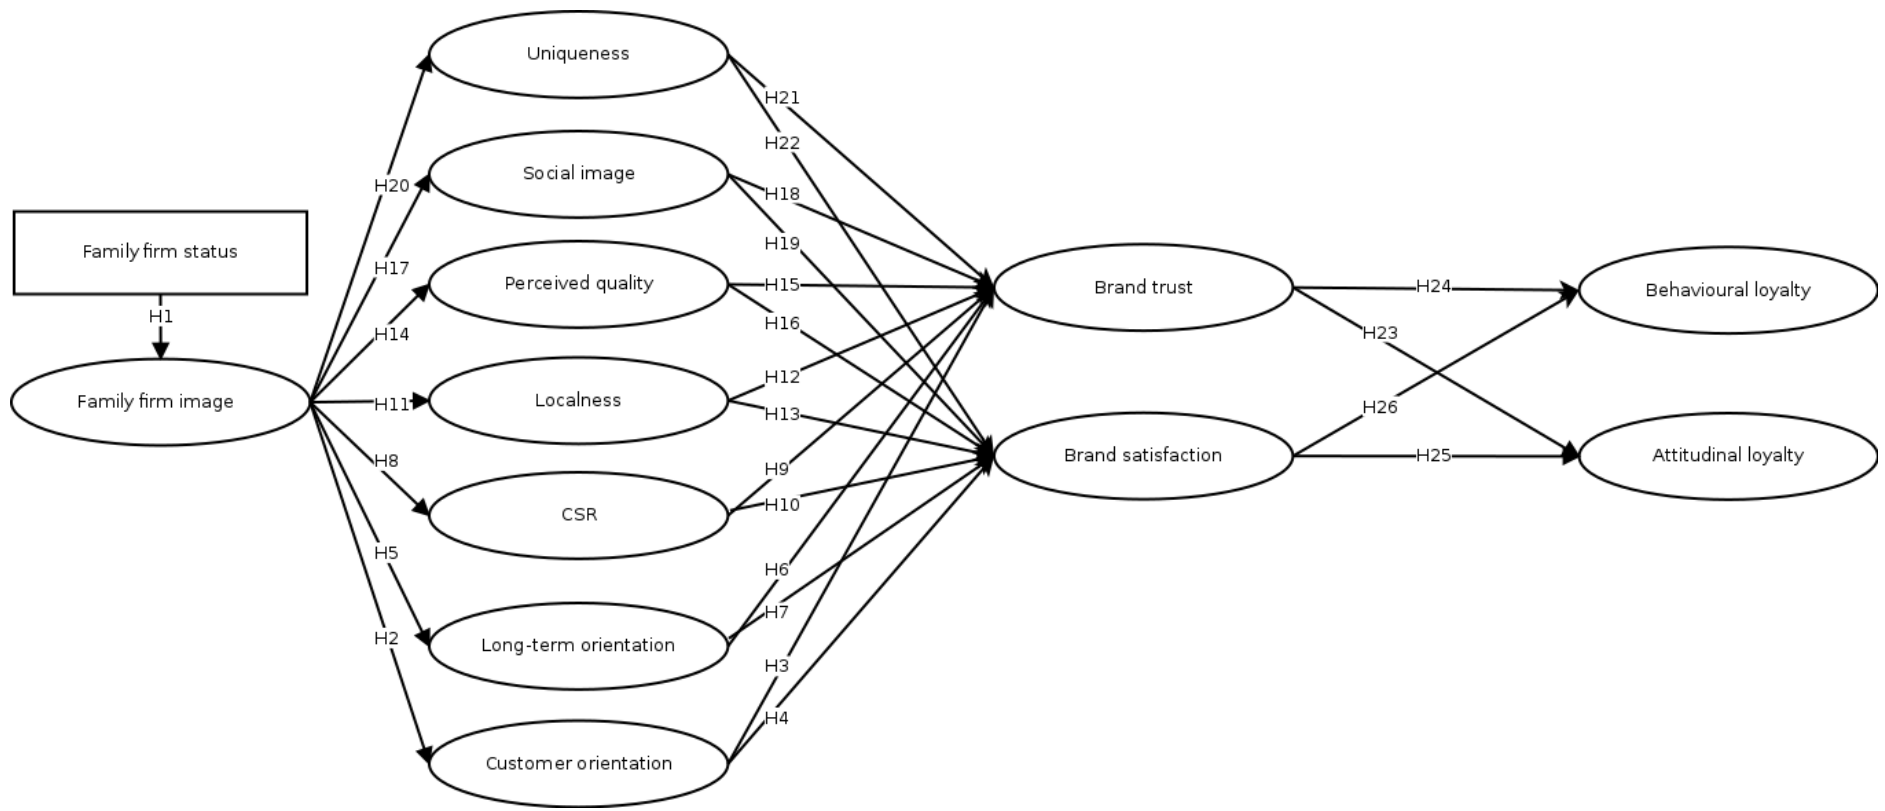 Uniqueness
H21
H22
Social image
H20
H18
Family firm status
H19
H17
Perceived quality
H15
Brand trust
H24
Behavioural loyalty
H1
H14
H16
H23
Family firm image
H11
Localness
H12
H13
H26
H8
H9
Brand satisfaction
H25
Attitudinal loyalty
CSR
H10
H5
H6
H7
H2
Long-term orientation
H3
H4
Customer orientation